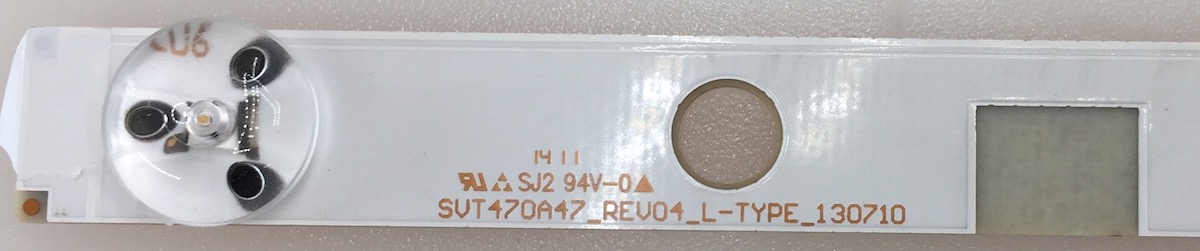 U6
1411
SJ2 94V-0
SVT470A47_REV04_L-TYPE_130710